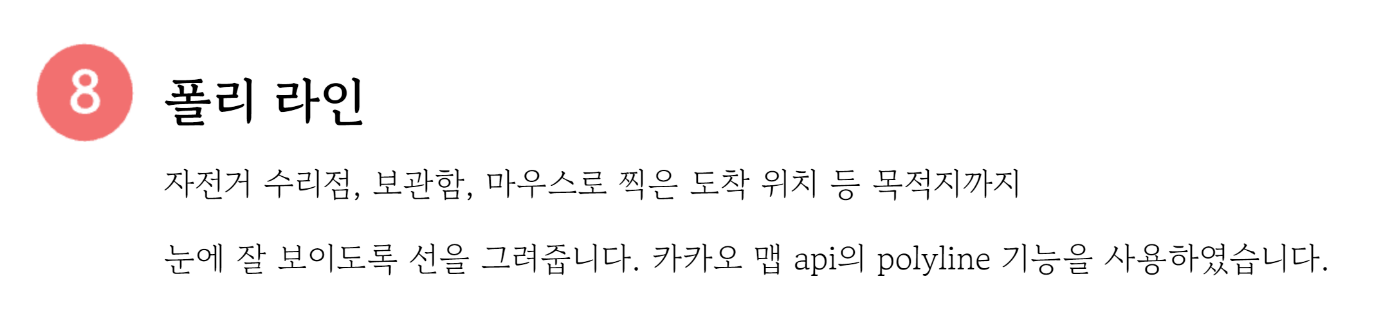 8 폴리 라인
자전거 수리점, 보관함, 마우스로 찍은 도착 위치 등 목적지까지
눈에 잘 보이도록 선을 그려줍니다. 카카오 맵 api의 polyline 기능을 사용하였습니다.